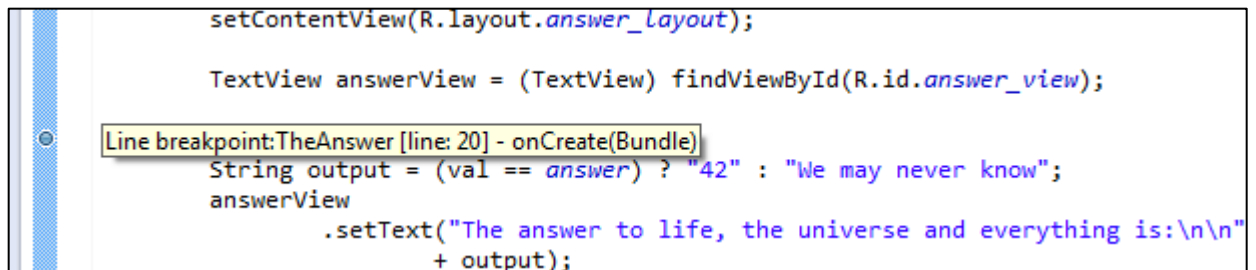 setContentView(R.layout.answer_layout);
TextView answerView = (TextView) findViewById(R.id.answer_view);
Line breakpoint:TheAnswer [line: 20] - onCreate(Bundle)
String output = (val == answer) ? "42" : "We may never know";
answerView
.setText("The answer to life, the universe and everything is:\n\n"
+ output);